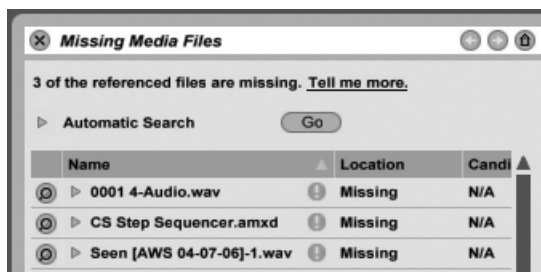 Missing Media Files
3 of the referenced files are missing. Tell me more.
Automatic Search Go
Name Location Candi
0001 4-Audio.wav Missing N/A
CS Step Sequencer.amxd Missing N/A
Seen [AWS 04-07-06]-1.wav Missing N/A